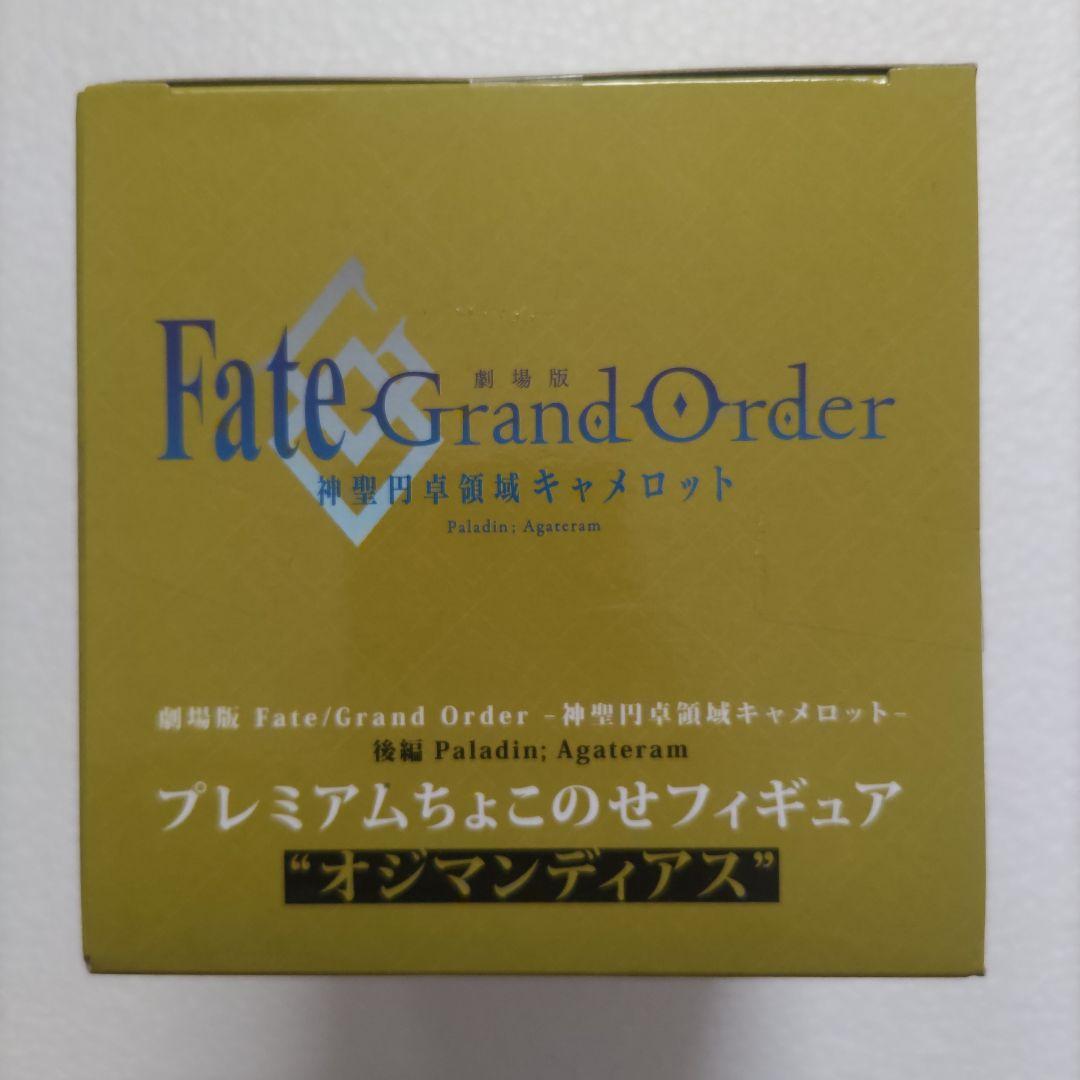 劇場版
Fate Grand Order
神聖円卓領域キャメロット
Paladin; Agateram
劇場版 Fate/Grand Order -神聖円卓領域キャメロット-
後編 Paladin; Agateram
プレミアムちょこのせフィギュア
“オジマンディアス”